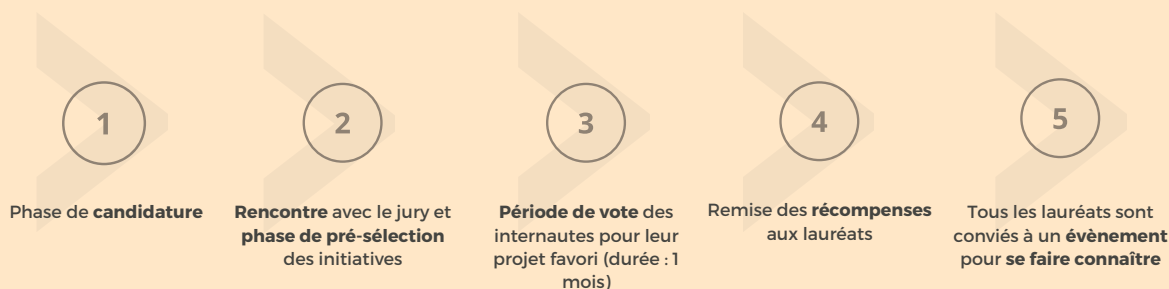 1
Phase de candidature
2
Rencontre avec le jury et
phase de pré-sélection
des initiatives
3
Période de vote des
internautes pour leur
projet favori (durée : 1
mois)
4
Remise des récompenses
aux lauréats
5
Tous les lauréats sont
conviés à un évènement
pour se faire connaître